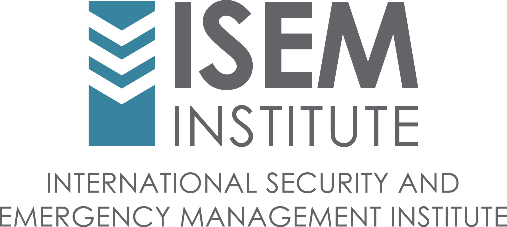 ISEM
INSTITUTE
INTERNATIONAL SECURITY AND
EMERGENCY MANAGEMENT INSTITUTE